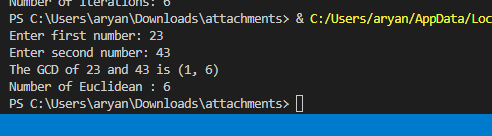 Number of iterations: 6
PS C:\Users\aryan\Downloads\attachments> & C:/Users/aryan/AppData/Loc
Enter first number: 23
Enter second number: 43
The GCD of 23 and 43 is (1, 6)
Number of Euclidean : 6
PS C:\Users\aryan\Downloads\attachments>